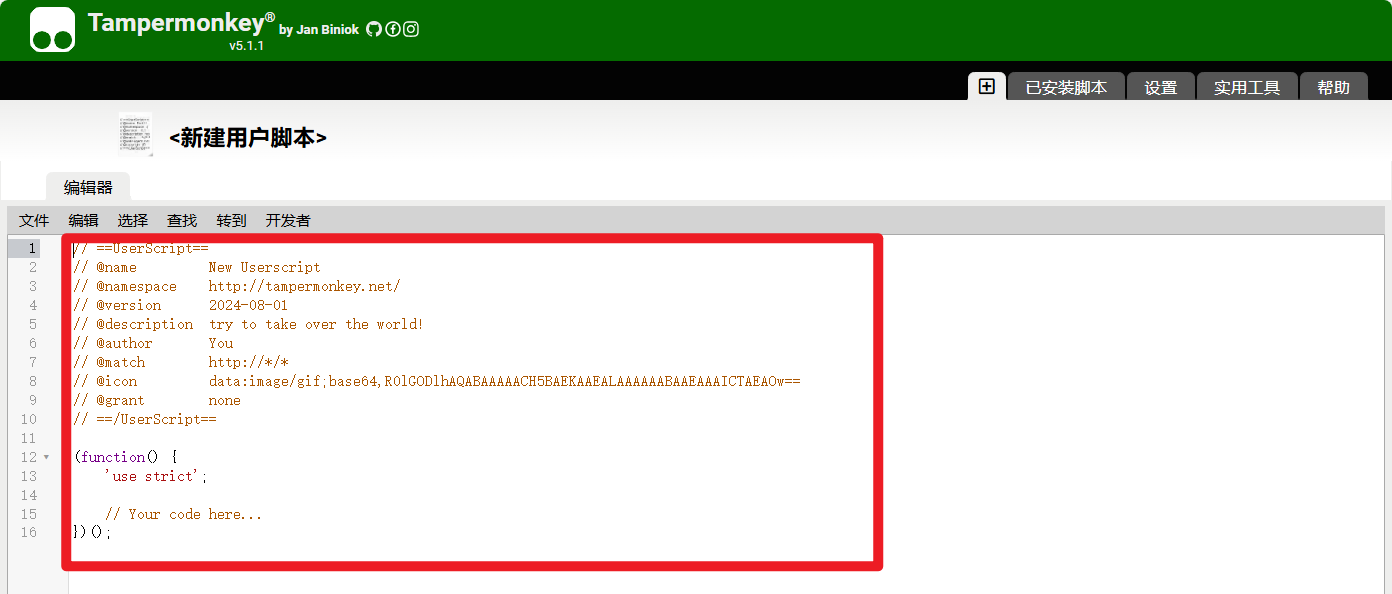 Tampermonkey® by Jan Biniok
v5.1.1
已安装脚本 设置 实用工具 帮助
<新建用户脚本>
编辑器
文件 编辑 选择 查找 转到 开发者
1 // ==UserScript==
2 // @name         New Userscript
3 // @namespace    http://tampermonkey.net/
4 // @version      2024-08-01
5 // @description  try to take over the world!
6 // @author       You
7 // @match        http://*/*
8 // @icon         data:image/gif;base64,R0lGODlhAQABAAAAACH5BAEKAAEALAAAAAABAAEAAAICTAEAOw==
9 // @grant        none
10 // ==/UserScript==
11
12 (function() {
13     'use strict';
14
15     // Your code here...
16 })();